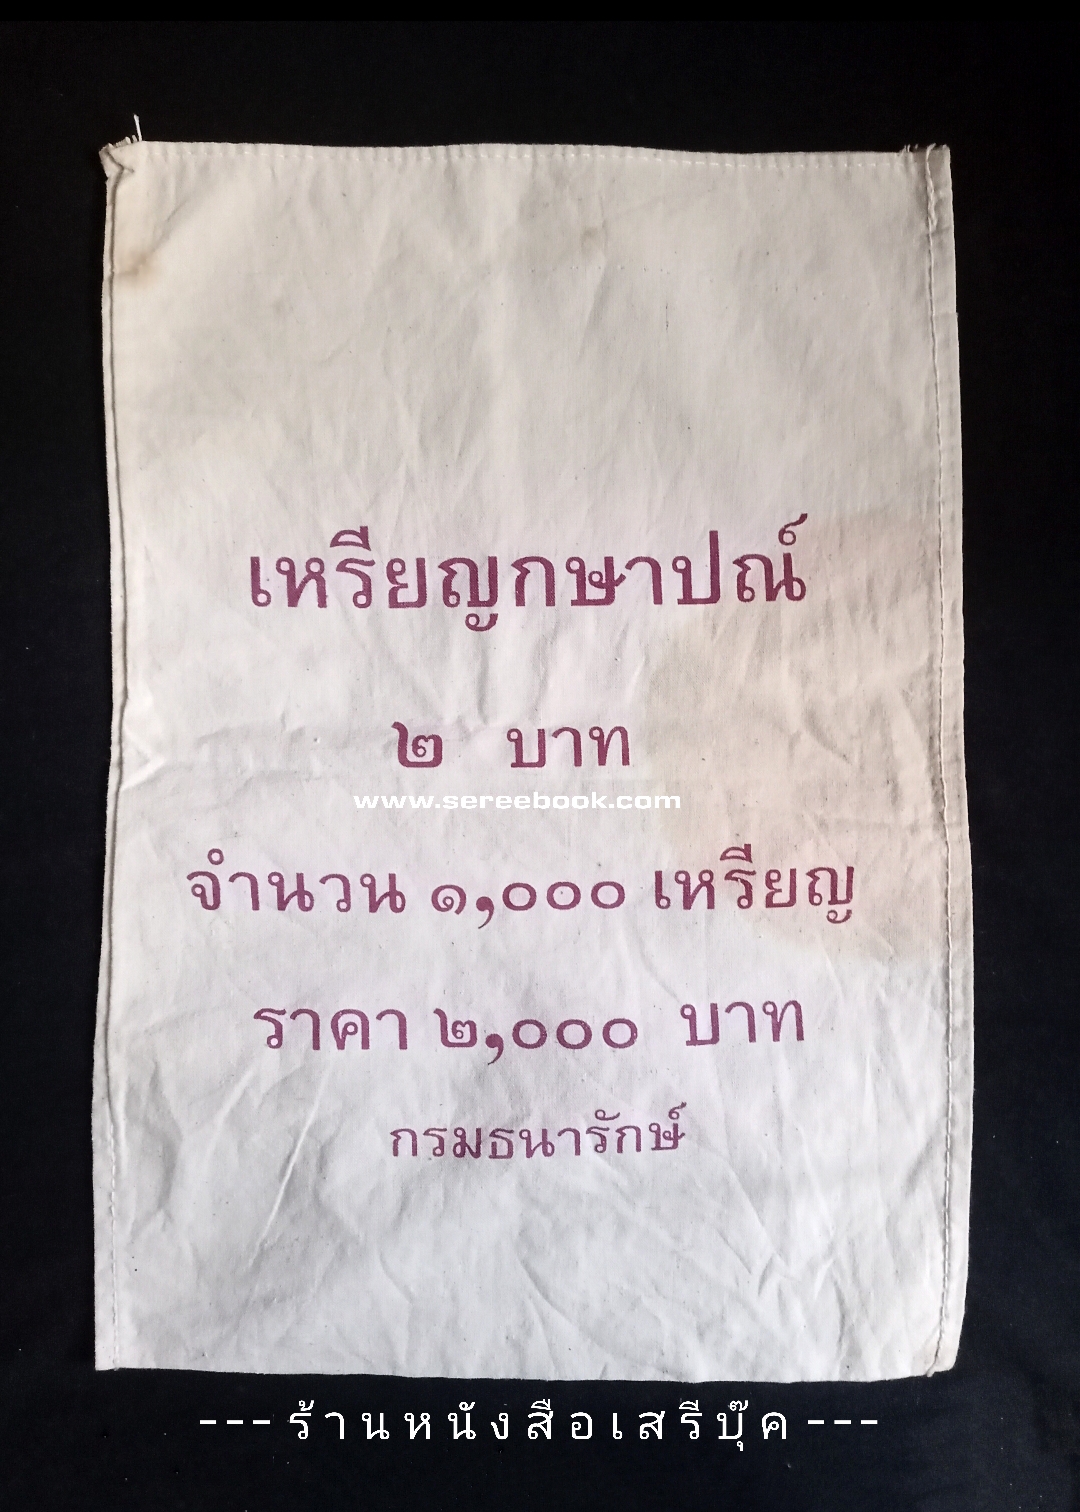 เหรียญกษาปณ์
๒ บาท
www.sereebook.com
จำนวน ๑,๐๐๐ เหรียญ
ราคา ๒,๐๐๐ บาท
กรมธนารักษ์
---ร้านหนังสือเสรีบุ๊ค---